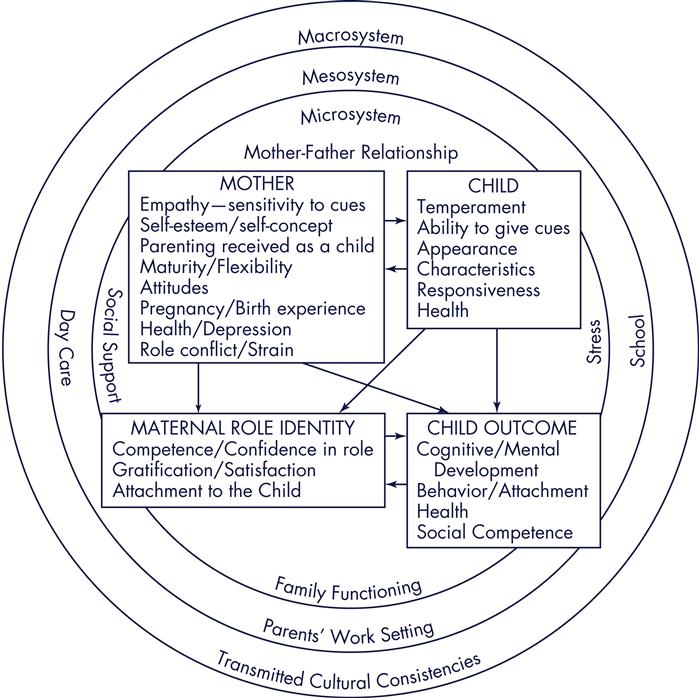 Macrosystem
Mesosystem
Microsystem
Mother-Father Relationship
MOTHER
Empathy—sensitivity to cues
Self-esteem/self-concept
Parenting received as a child
Maturity/Flexibility
Attitudes
Pregnancy/Birth experience
Health/Depression
Role conflict/Strain
CHILD
Temperament
Ability to give cues
Appearance
Characteristics
Responsiveness
Health
Day Care
Social Support
Stress
School
MATERNAL ROLE IDENTITY
Competence/Confidence in role
Gratification/Satisfaction
Attachment to the Child
CHILD OUTCOME
Cognitive/Mental
Development
Behavior/Attachment
Health
Social Competence
Family Functioning
Parents’ Work Setting
Transmitted Cultural Consistencies